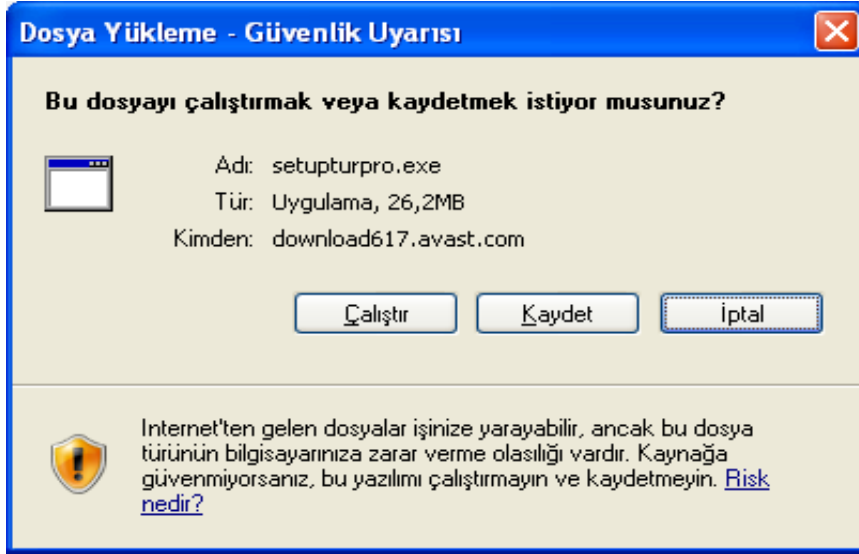 Dosya Yükleme - Güvenlik Uyarısı
Bu dosyayı çalıştırmak veya kaydetmek istiyor musunuz?
Adı: setupturpro.exe
Tür: Uygulama, 26,2MB
Kimden: download617.avast.com
Çalıştır Kaydet İptal
Internet'ten gelen dosyalar işinize yarayabilir, ancak bu dosya
türünün bilgisayarınıza zarar verme olasılığı vardır. Kaynağa
güvenmiyorsanız, bu yazılımı çalıştırmayın ve kaydetmeyin. Risk
nedir?